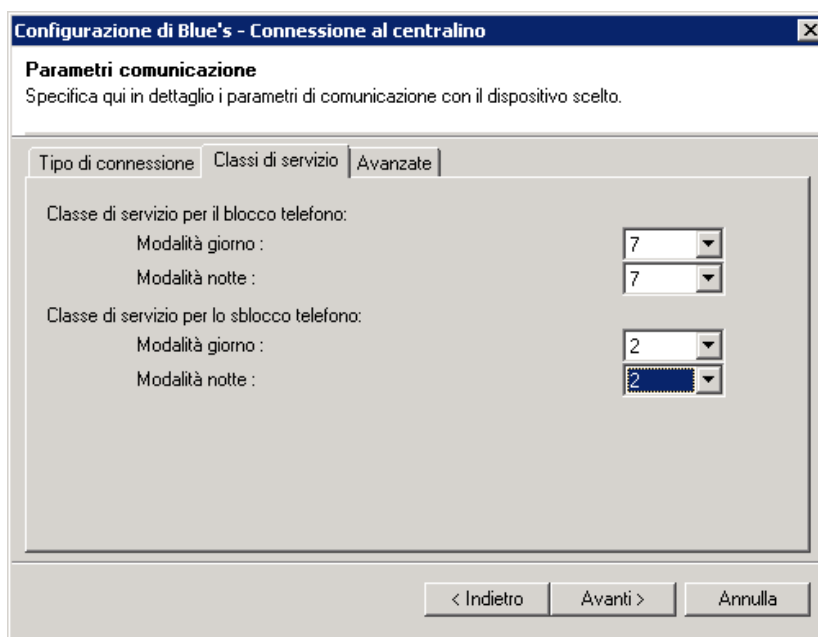 Configurazione di Blue's - Connessione al centralino
Parametri comunicazione
Specifica qui in dettaglio i parametri di comunicazione con il dispositivo scelto.
Tipo di connessione Classi di servizio Avanzate
Classe di servizio per il blocco telefono:
Modalità giorno : 7
Modalità notte : 7
Classe di servizio per lo sblocco telefono:
Modalità giorno : 2
Modalità notte : 2
< Indietro Avanti > Annulla